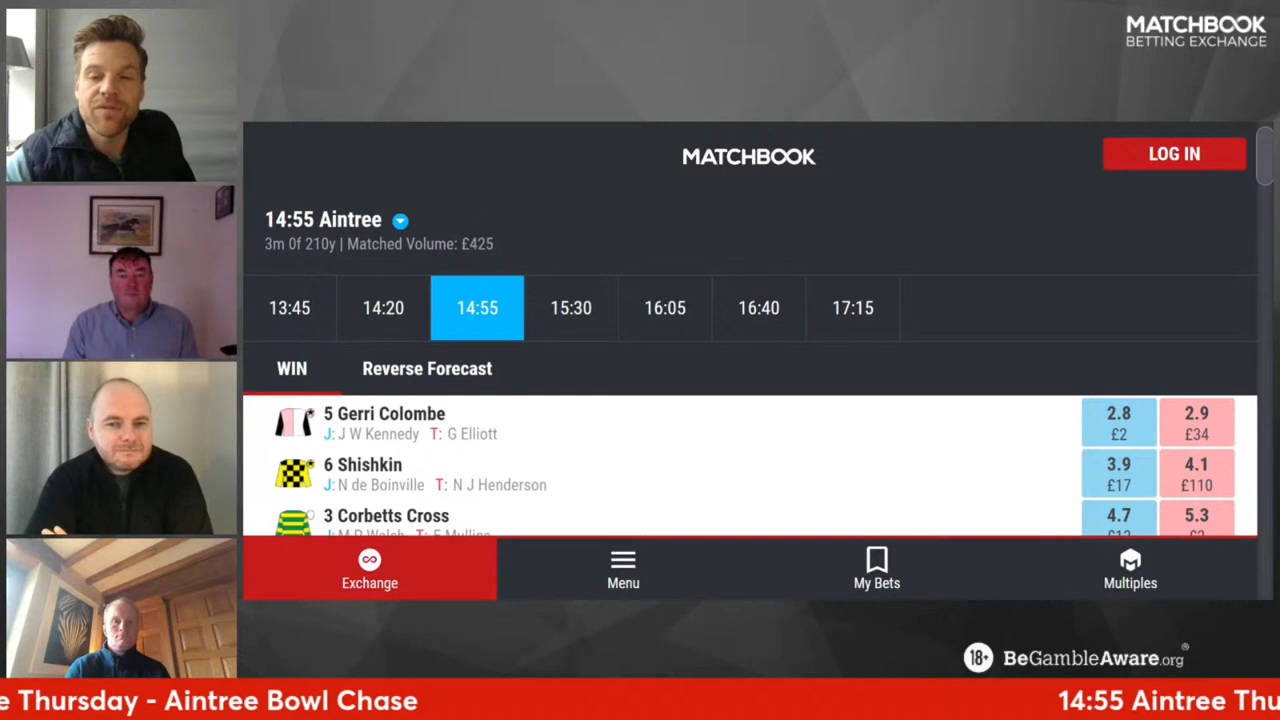 MATCHBOOK
BETTING EXCHANGE
MATCHBOOK
LOG IN
14:55 Aintree
3m 0f 210y | Matched Volume: £425
13:45 14:20 14:55 15:30 16:05 16:40 17:15
WIN Reverse Forecast
5 Gerri Colombe 2.8 2.9
J: J W Kennedy T: G Elliott £2 £34
6 Shishkin 3.9 4.1
J: N de Boinville T: N J Henderson £17 £110
3 Corbetts Cross 4.7 5.3
Exchange Menu My Bets Multiples
18+ BeGambleAware.org®
e Thursday - Aintree Bowl Chase 14:55 Aintree Thu